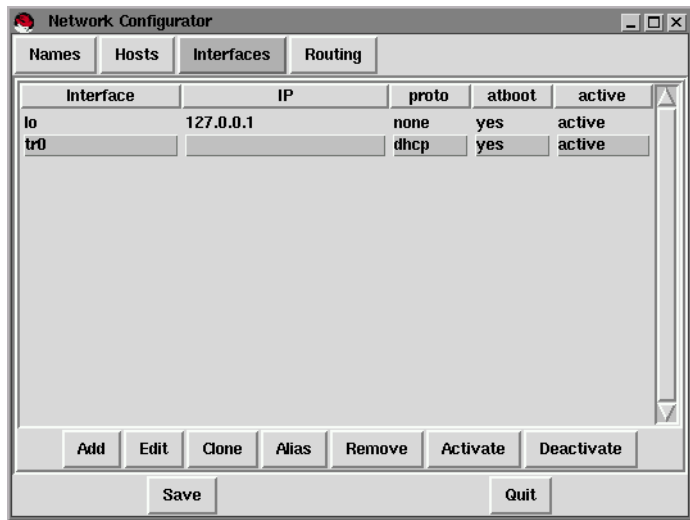 Network Configurator
Names Hosts Interfaces Routing
Interface IP proto atboot active
lo 127.0.0.1 none yes active
tr0 dhcp yes active
Add Edit Clone Alias Remove Activate Deactivate
Save Quit